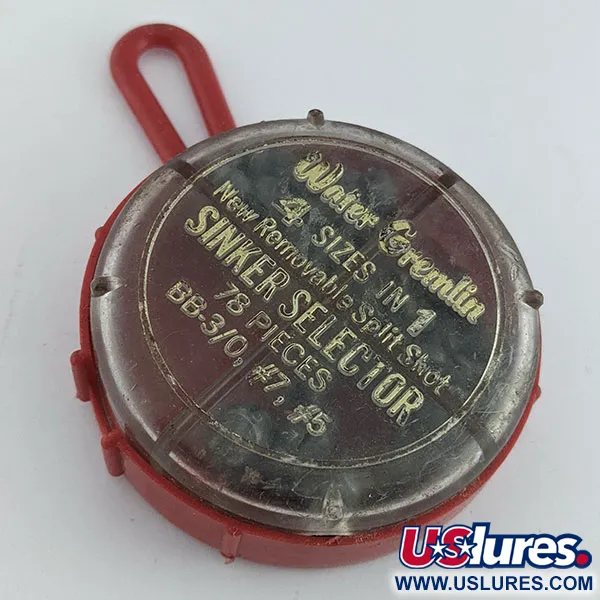 Water Gremlin
4 SIZES IN 1
New Removable Split Shot
SINKER SELECTOR
78 PIECES
BB-3/0, #7, #5
USlures.
WWW.USLURES.COM